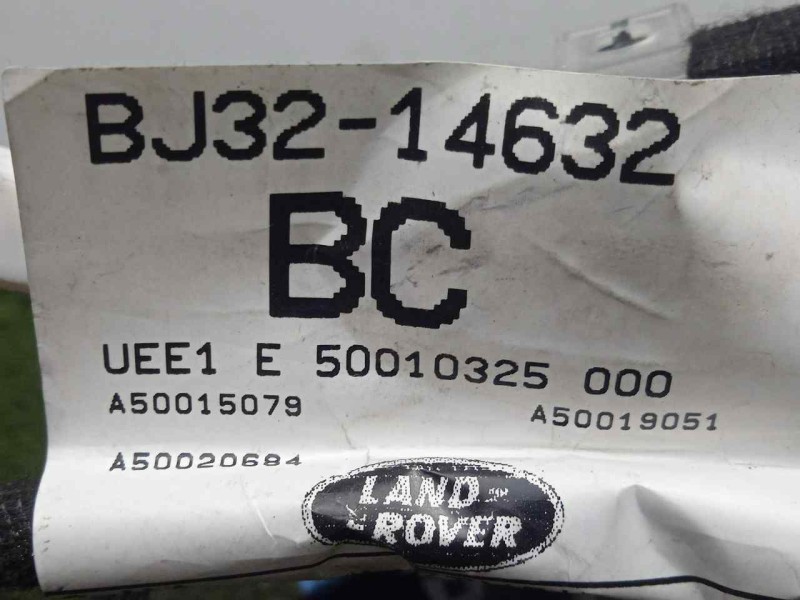 BJ32-14632
BC
UEE1 E 50010325 000
A50015079 A50019051
A50020684
LAND
ROVER